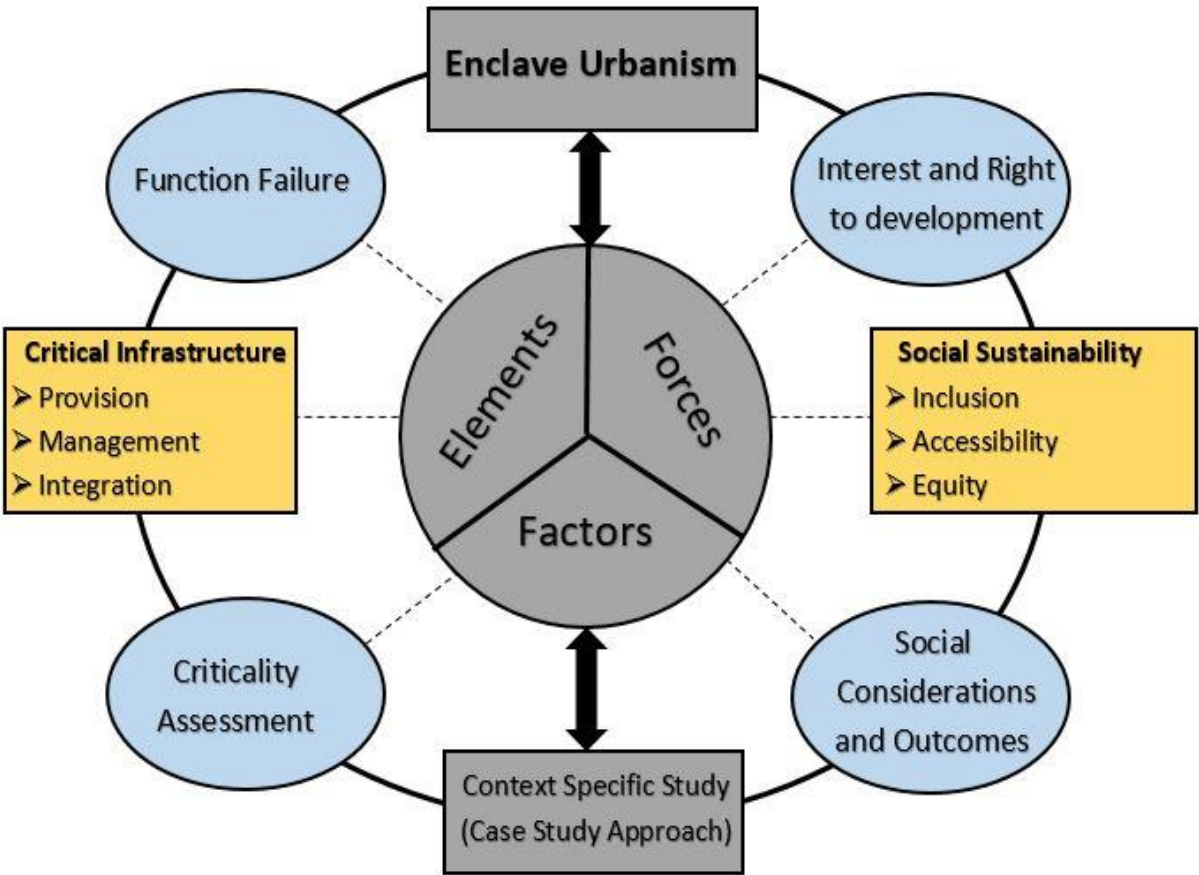 Enclave Urbanism
Function Failure
Interest and Right
to development
Critical Infrastructure
➢ Provision
➢ Management
➢ Integration
Elements
Forces
Factors
Social Sustainability
➢ Inclusion
➢ Accessibility
➢ Equity
Criticality
Assessment
Social
Considerations
and Outcomes
Context Specific Study
(Case Study Approach)